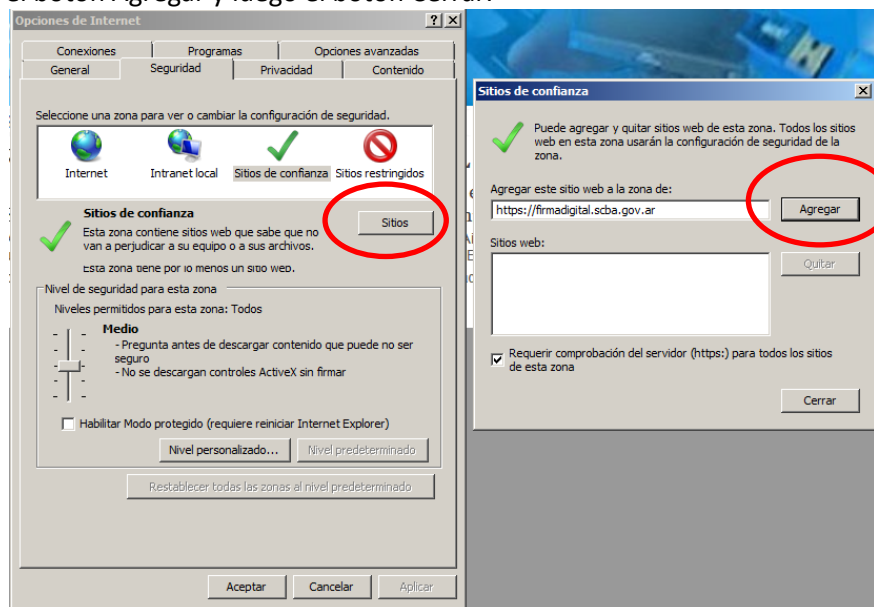 el botón Agregar y luego el botón Cerrar.
Opciones de Internet
Conexiones Programas Opciones avanzadas
General Seguridad Privacidad Contenido
Seleccione una zona para ver o cambiar la configuración de seguridad.
Internet Intranet local Sitios de confianza Sitios restringidos
Sitios de confianza
Esta zona contiene sitios web que sabe que no
van a perjudicar a su equipo o a sus archivos.
Esta zona tiene por lo menos un sitio web.
Sitios
Nivel de seguridad para esta zona
Niveles permitidos para esta zona: Todos
Medio
- Pregunta antes de descargar contenido que puede no ser
seguro
- No se descargan controles ActiveX sin firmar
Habilitar Modo protegido (requiere reiniciar Internet Explorer)
Nivel personalizado... Nivel predeterminado
Restablecer todas las zonas al nivel predeterminado
Aceptar Cancelar Aplicar
Sitios de confianza
Puede agregar y quitar sitios web de esta zona. Todos los sitios
web en esta zona usarán la configuración de seguridad de la
zona.
Agregar este sitio web a la zona de:
https://firmadigital.scba.gov.ar Agregar
Sitios web:
Quitar
Requerir comprobación del servidor (https:) para todos los sitios
de esta zona
Cerrar